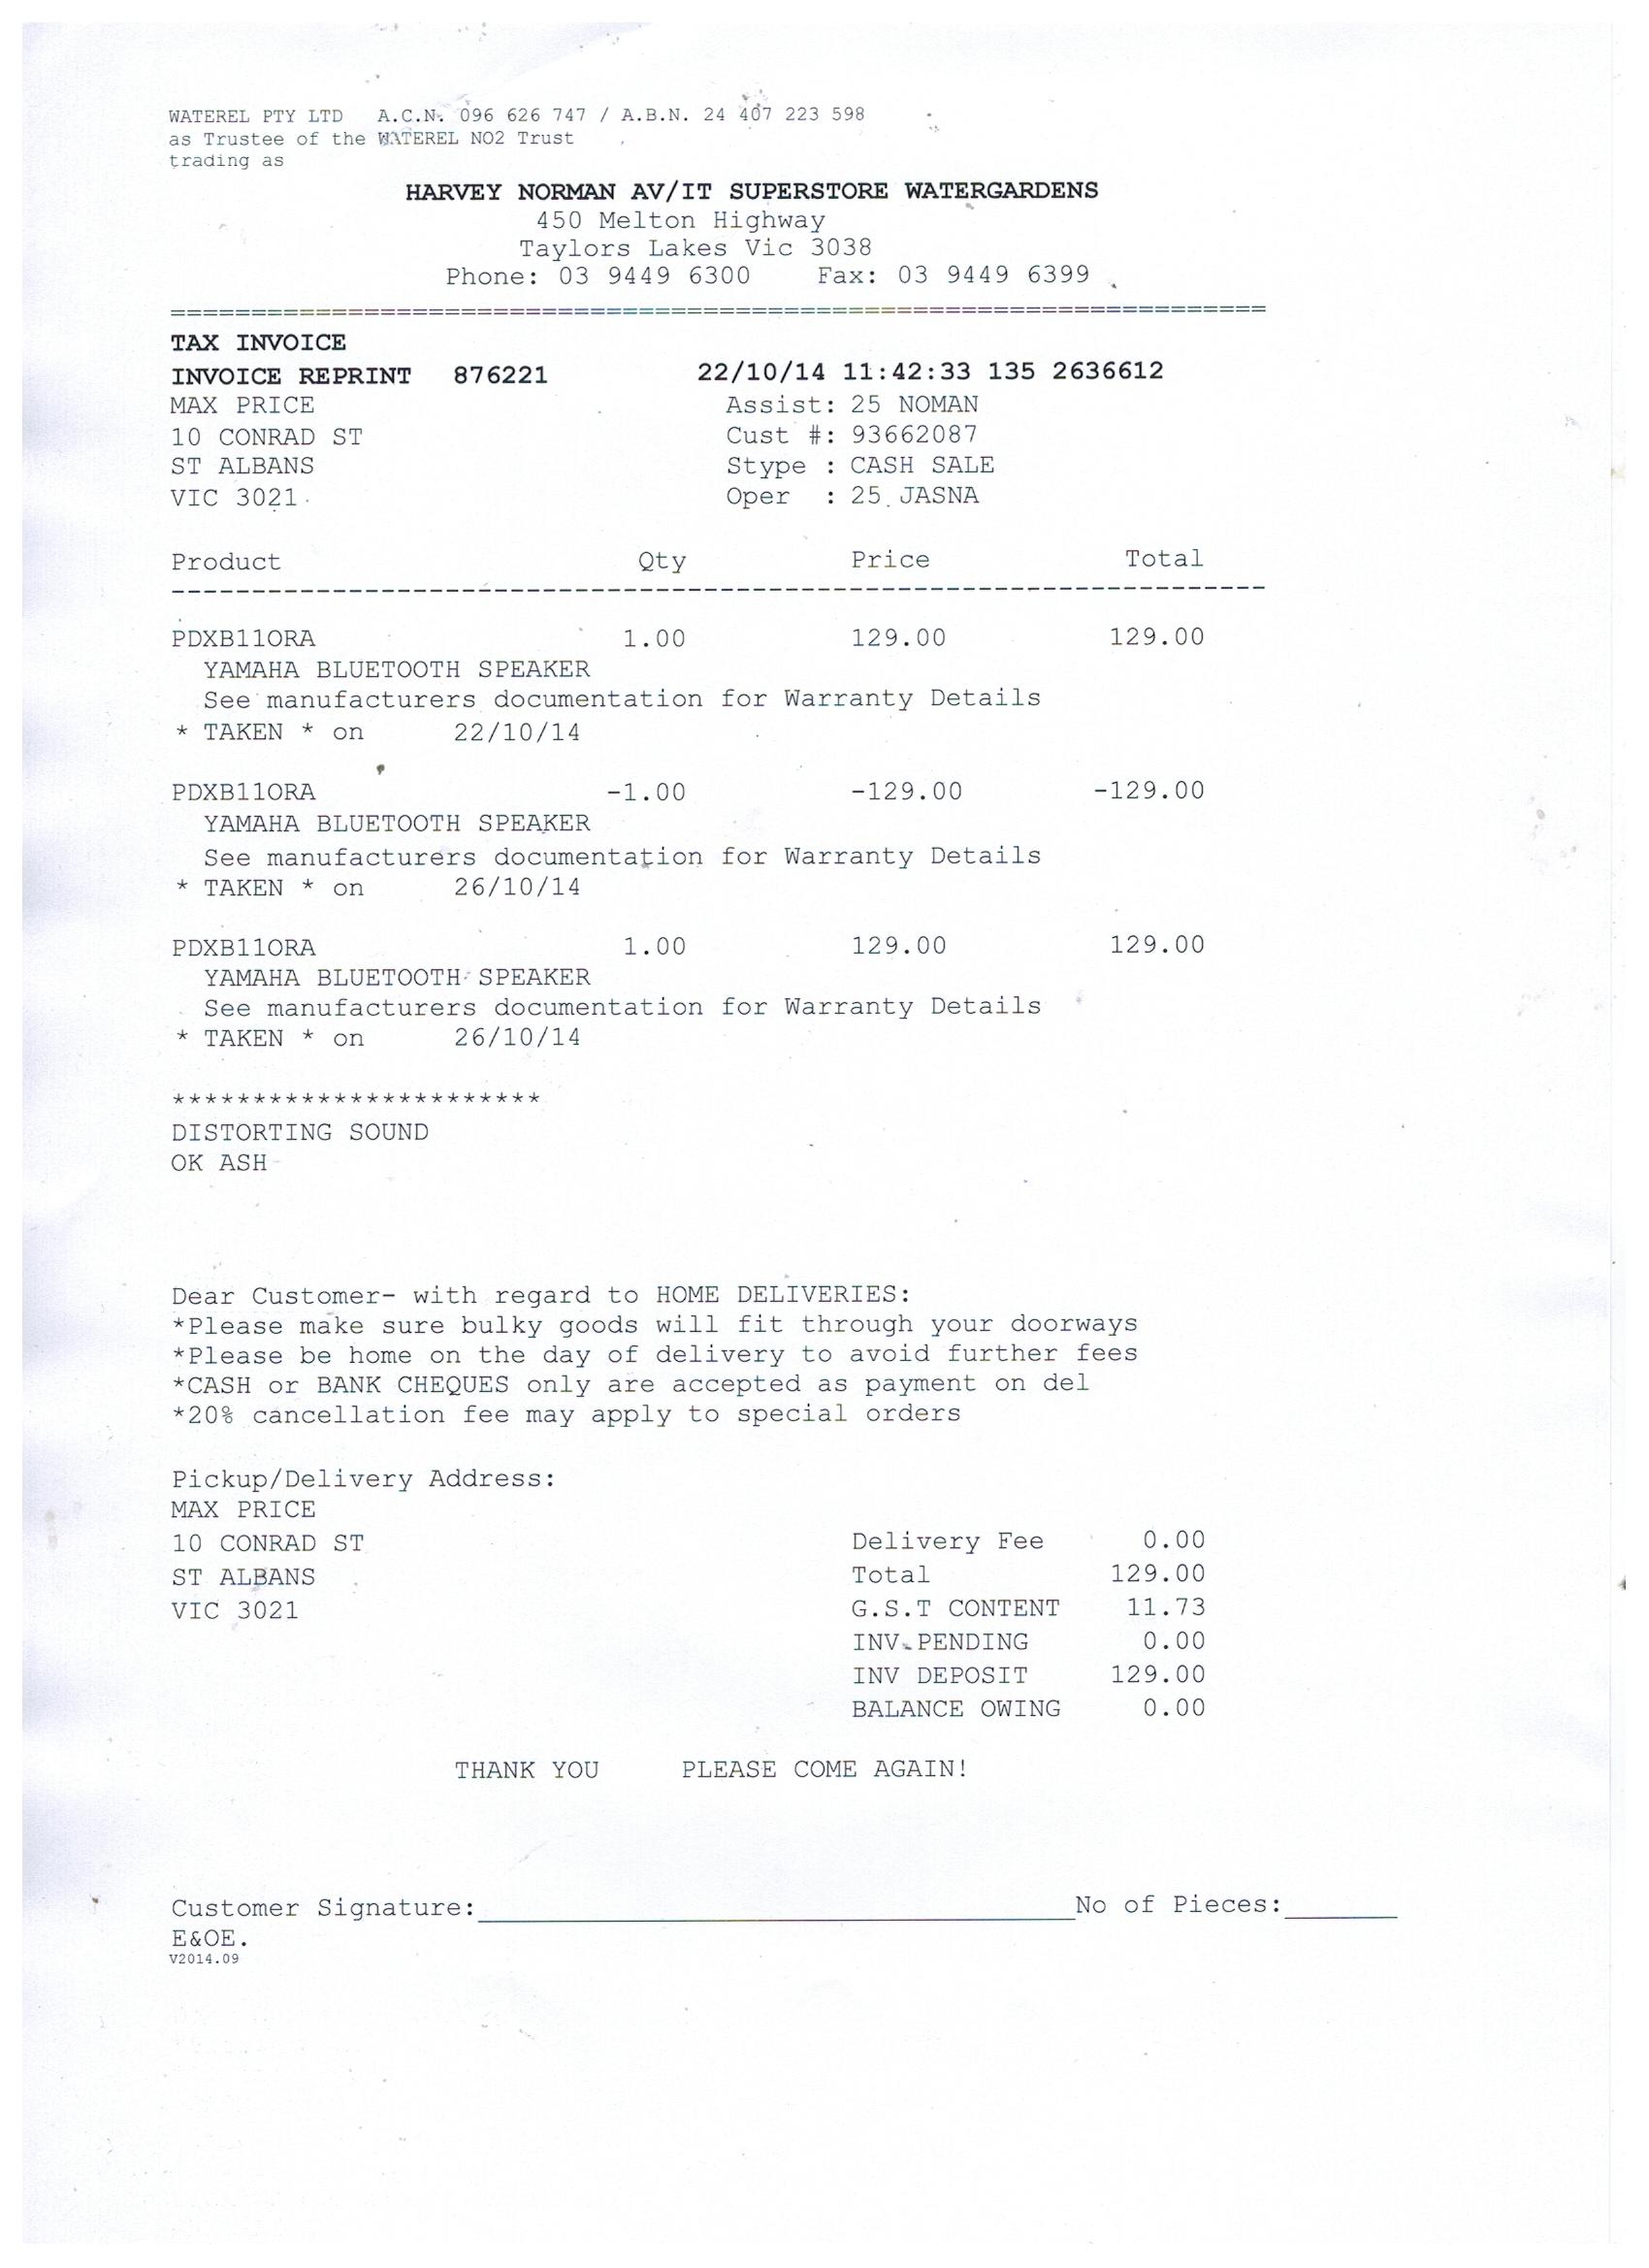 WATEREL PTY LTD   A.C.N. 096 626 747 / A.B.N. 24 407 223 598
as Trustee of the WATEREL NO2 Trust
trading as
HARVEY NORMAN AV/IT SUPERSTORE WATERGARDENS
450 Melton Highway
Taylors Lakes Vic 3038
Phone: 03 9449 6300    Fax: 03 9449 6399
====================================================================
TAX INVOICE
INVOICE REPRINT   876221   22/10/14 11:42:33 135 2636612
MAX PRICE   Assist: 25 NOMAN
10 CONRAD ST   Cust #: 93662087
ST ALBANS   Stype : CASH SALE
VIC 3021   Oper  : 25 JASNA
Product   Qty   Price   Total
--------------------------------------------------------------------
PDXB11ORA   1.00   129.00   129.00
YAMAHA BLUETOOTH SPEAKER
See manufacturers documentation for Warranty Details
* TAKEN * on   22/10/14
PDXB11ORA   -1.00   -129.00   -129.00
YAMAHA BLUETOOTH SPEAKER
See manufacturers documentation for Warranty Details
* TAKEN * on   26/10/14
PDXB11ORA   1.00   129.00   129.00
YAMAHA BLUETOOTH SPEAKER
See manufacturers documentation for Warranty Details
* TAKEN * on   26/10/14
***********************
DISTORTING SOUND
OK ASH
Dear Customer- with regard to HOME DELIVERIES:
*Please make sure bulky goods will fit through your doorways
*Please be home on the day of delivery to avoid further fees
*CASH or BANK CHEQUES only are accepted as payment on del
*20% cancellation fee may apply to special orders
Pickup/Delivery Address:
MAX PRICE
10 CONRAD ST   Delivery Fee   0.00
ST ALBANS   Total   129.00
VIC 3021   G.S.T CONTENT   11.73
INV PENDING   0.00
INV DEPOSIT   129.00
BALANCE OWING   0.00
THANK YOU   PLEASE COME AGAIN!
Customer Signature:   No of Pieces:
E&OE.
V2014.09